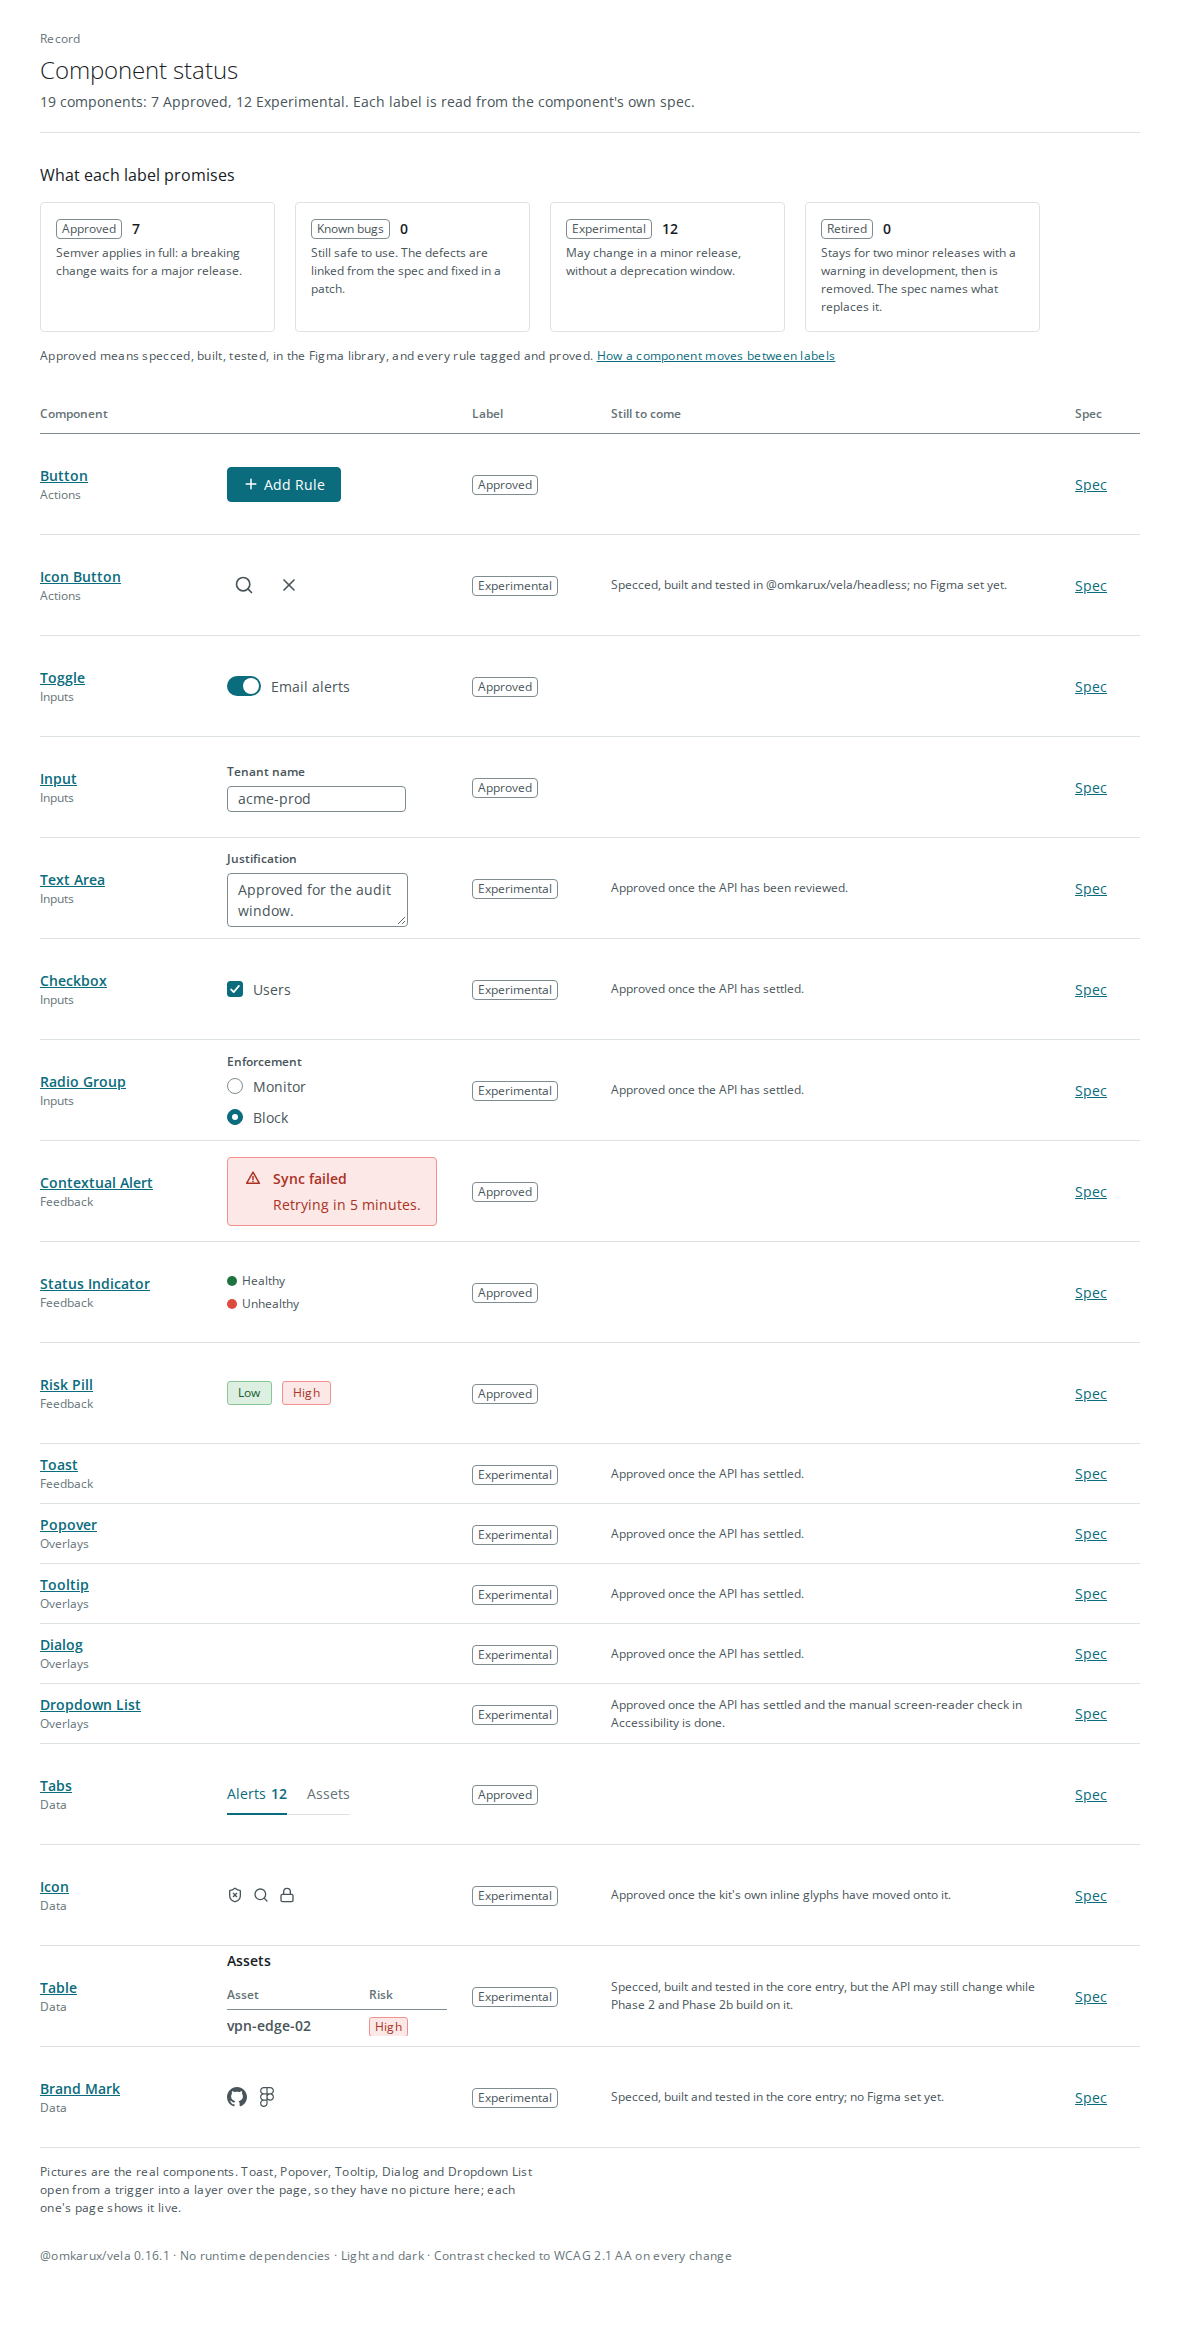 Record
Component status
19 components: 7 Approved, 12 Experimental. Each label is read from the component's own spec.
What each label promises
Approved 7
Semver applies in full: a breaking
change waits for a major release.
Known bugs 0
Still safe to use. The defects are
linked from the spec and fixed in a
patch.
Experimental 12
May change in a minor release,
without a deprecation window.
Retired 0
Stays for two minor releases with a
warning in development, then is
removed. The spec names what
replaces it.
Approved means specced, built, tested, in the Figma library, and every rule tagged and proved. How a component moves between labels
Component Label Still to come Spec
Button
Actions
Add Rule
Approved
Spec
Icon Button
Actions
Experimental
Specced, built and tested in @omkarux/vela/headless; no Figma set yet.
Spec
Toggle
Inputs
Email alerts
Approved
Spec
Input
Inputs
Tenant name
acme-prod
Approved
Spec
Text Area
Inputs
Justification
Approved for the audit
window.
Experimental
Approved once the API has been reviewed.
Spec
Checkbox
Inputs
Users
Experimental
Approved once the API has settled.
Spec
Radio Group
Inputs
Enforcement
Monitor
Block
Experimental
Approved once the API has settled.
Spec
Contextual Alert
Feedback
Sync failed
Retrying in 5 minutes.
Approved
Spec
Status Indicator
Feedback
Healthy
Unhealthy
Approved
Spec
Risk Pill
Feedback
Low
High
Approved
Spec
Toast
Feedback
Experimental
Approved once the API has settled.
Spec
Popover
Overlays
Experimental
Approved once the API has settled.
Spec
Tooltip
Overlays
Experimental
Approved once the API has settled.
Spec
Dialog
Overlays
Experimental
Approved once the API has settled.
Spec
Dropdown List
Overlays
Experimental
Approved once the API has settled and the manual screen-reader check in
Accessibility is done.
Spec
Tabs
Data
Alerts 12 Assets
Approved
Spec
Icon
Data
Experimental
Approved once the kit's own inline glyphs have moved onto it.
Spec
Table
Data
Assets
Asset Risk
vpn-edge-02 High
Experimental
Specced, built and tested in the core entry, but the API may still change while
Phase 2 and Phase 2b build on it.
Spec
Brand Mark
Data
Experimental
Specced, built and tested in the core entry; no Figma set yet.
Spec
Pictures are the real components. Toast, Popover, Tooltip, Dialog and Dropdown List
open from a trigger into a layer over the page, so they have no picture here; each
one's page shows it live.
@omkarux/vela 0.16.1 · No runtime dependencies · Light and dark · Contrast checked to WCAG 2.1 AA on every change